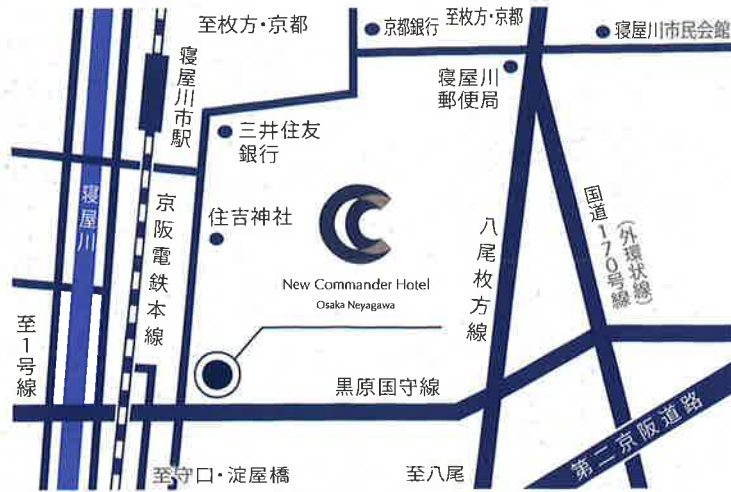 至枚方・京都
京都銀行
至枚方・京都
寝屋川市民会館
寝屋川市駅
寝屋川
郵便局
三井住友
銀行
寝屋川
京阪電鉄本線
住吉神社
New Commander Hotel
Osaka Neyagawa
八尾枚方線
国道170号線
(外環状線)
至1号線
黒原国守線
第二京阪道路
至守口・淀屋橋
至八尾